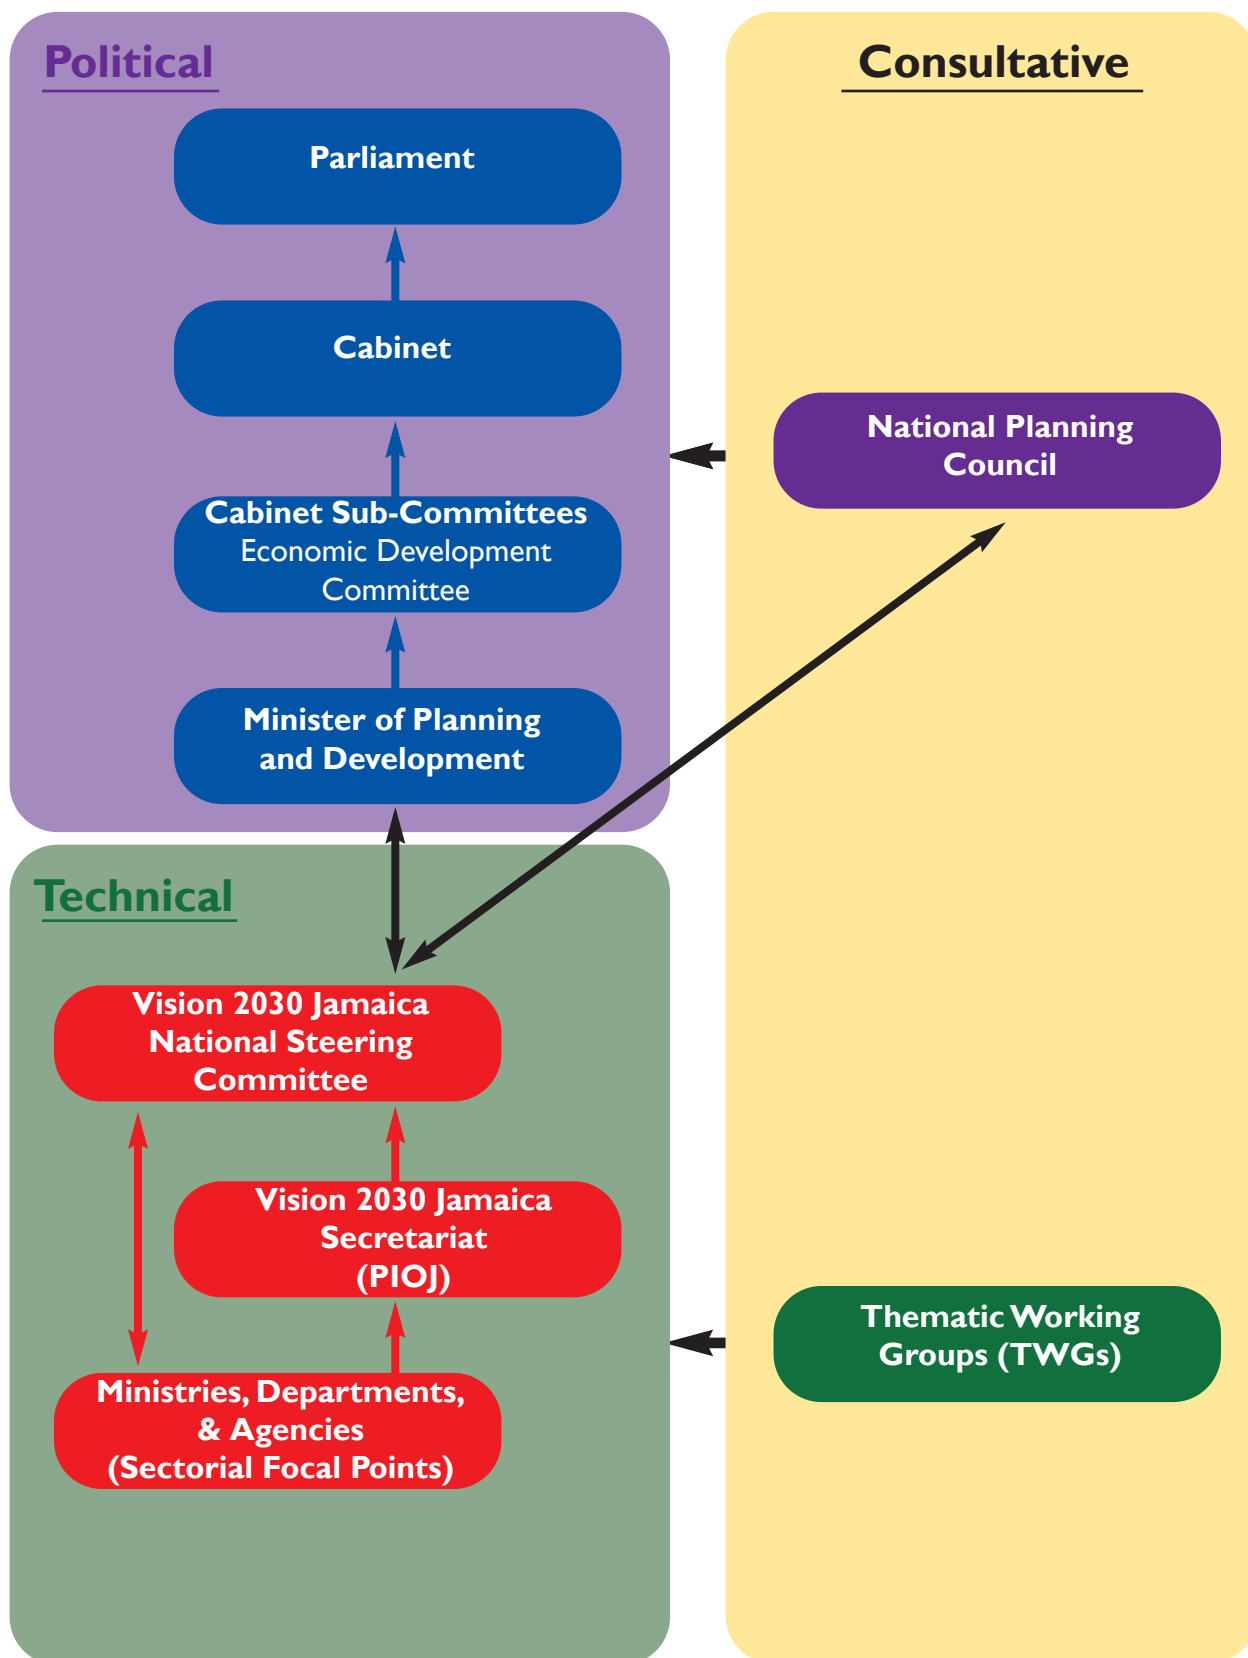 Political
Parliament
Cabinet
Cabinet Sub-Committees
Economic Development
Committee
Minister of Planning
and Development
Technical
Vision 2030 Jamaica
National Steering
Committee
Vision 2030 Jamaica
Secretariat
(PIOJ)
Ministries, Departments,
& Agencies
(Sectorial Focal Points)
Consultative
National Planning
Council
Thematic Working
Groups (TWGs)